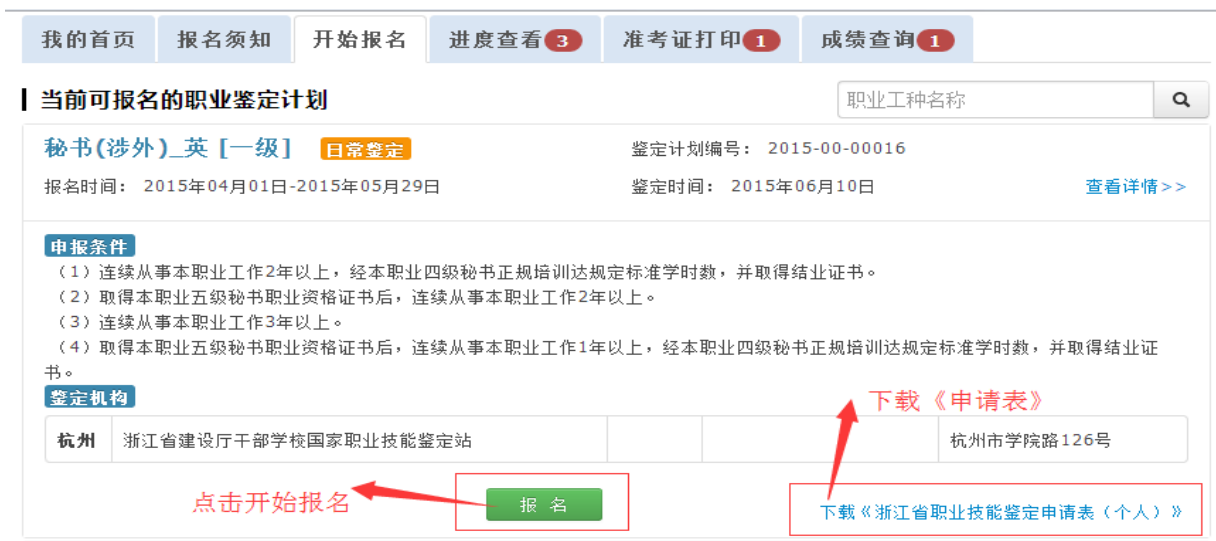 我的首页 报名须知 开始报名 进度查看3 准考证打印1 成绩查询1
当前可报名的职业鉴定计划 职业工种名称
秘书(涉外)_英 [一级] 日常鉴定 鉴定计划编号: 2015-00-00016
报名时间: 2015年04月01日-2015年05月29日 鉴定时间: 2015年06月10日 查看详情>>
申报条件
（1）连续从事本职业工作2年以上，经本职业四级秘书正规培训达规定标准学时数，并取得结业证书。
（2）取得本职业五级秘书职业资格证书后，连续从事本职业工作2年以上。
（3）连续从事本职业工作3年以上。
（4）取得本职业五级秘书职业资格证书后，连续从事本职业工作1年以上，经本职业四级秘书正规培训达规定标准学时数，并取得结业证
书。
鉴定机构
下载《申请表》
杭州 浙江省建设厅干部学校国家职业技能鉴定站 杭州市学院路126号
点击开始报名 报 名
下载《浙江省职业技能鉴定申请表（个人）》